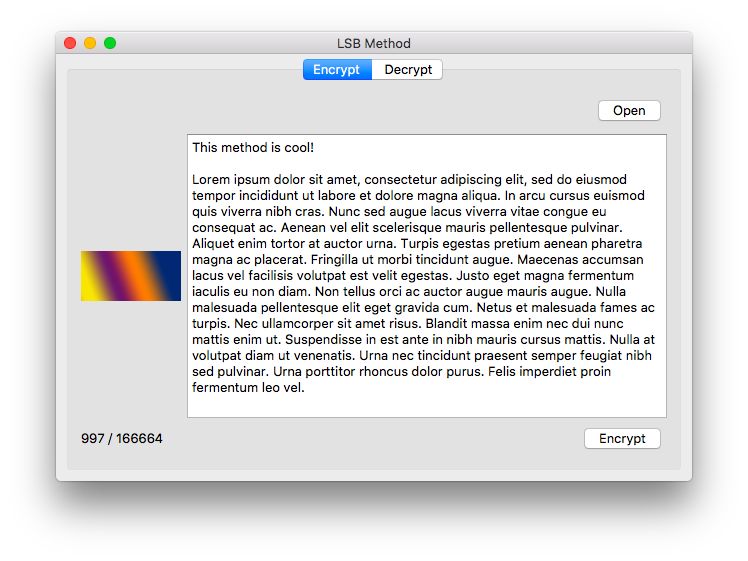 LSB Method
Encrypt
Decrypt
Open
This method is cool!
Lorem ipsum dolor sit amet, consectetur adipiscing elit, sed do eiusmod
tempor incididunt ut labore et dolore magna aliqua. In arcu cursus euismod
quis viverra nibh cras. Nunc sed augue lacus viverra vitae congue eu
consequat ac. Aenean vel elit scelerisque mauris pellentesque pulvinar.
Aliquet enim tortor at auctor urna. Turpis egestas pretium aenean pharetra
magna ac placerat. Fringilla ut morbi tincidunt augue. Maecenas accumsan
lacus vel facilisis volutpat est velit egestas. Justo eget magna fermentum
iaculis eu non diam. Non tellus orci ac auctor augue mauris augue. Nulla
malesuada pellentesque elit eget gravida cum. Netus et malesuada fames ac
turpis. Nec ullamcorper sit amet risus. Blandit massa enim nec dui nunc
mattis enim ut. Suspendisse in est ante in nibh mauris cursus mattis. Nulla at
volutpat diam ut venenatis. Urna nec tincidunt praesent semper feugiat nibh
sed pulvinar. Urna porttitor rhoncus dolor purus. Felis imperdiet proin
fermentum leo vel.
997 / 166664
Encrypt